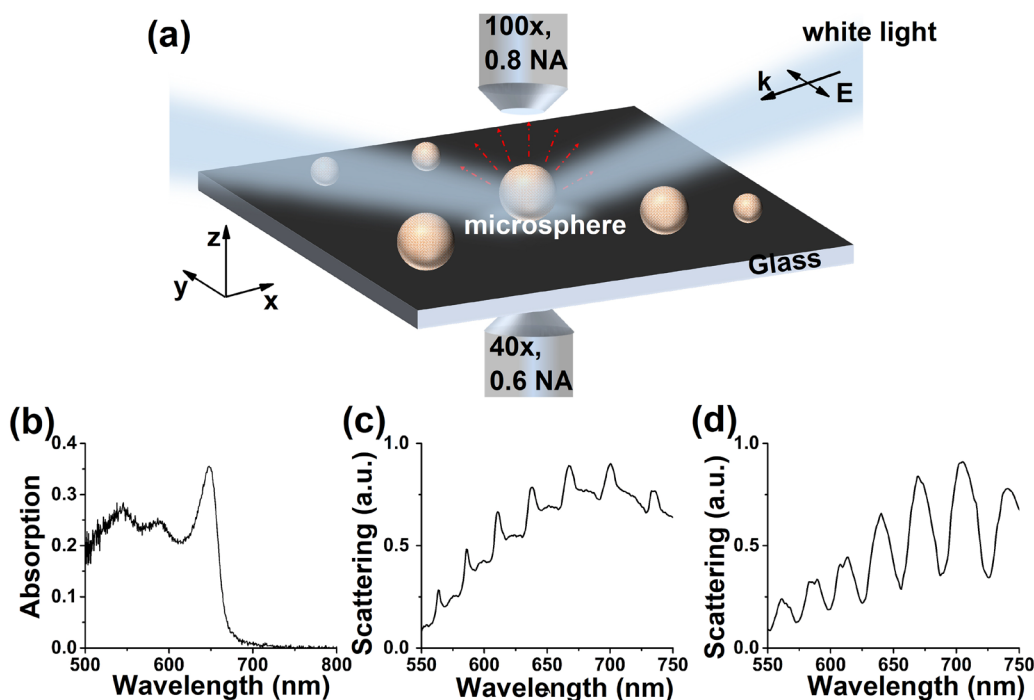 (a)
100x,
0.8 NA
white light
k
E
microsphere
Glass
z
y
x
40x,
0.6 NA
(b)
0.4
0.3
0.2
0.1
0.0
Absorption
500 550 600 650 700 750 800
Wavelength (nm)
(c)
1.0
0.5
0.0
Scattering (a.u.)
550 600 650 700 750
Wavelength (nm)
(d)
1.0
0.5
0.0
Scattering (a.u.)
550 600 650 700 750
Wavelength (nm)